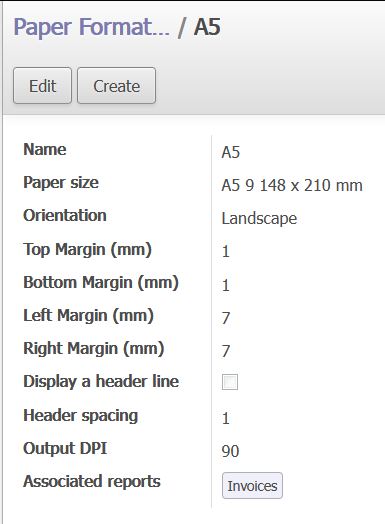 Paper Format... / A5
Edit Create
Name A5
Paper size A5 9 148 x 210 mm
Orientation Landscape
Top Margin (mm) 1
Bottom Margin (mm) 1
Left Margin (mm) 7
Right Margin (mm) 7
Display a header line
Header spacing 1
Output DPI 90
Associated reports Invoices